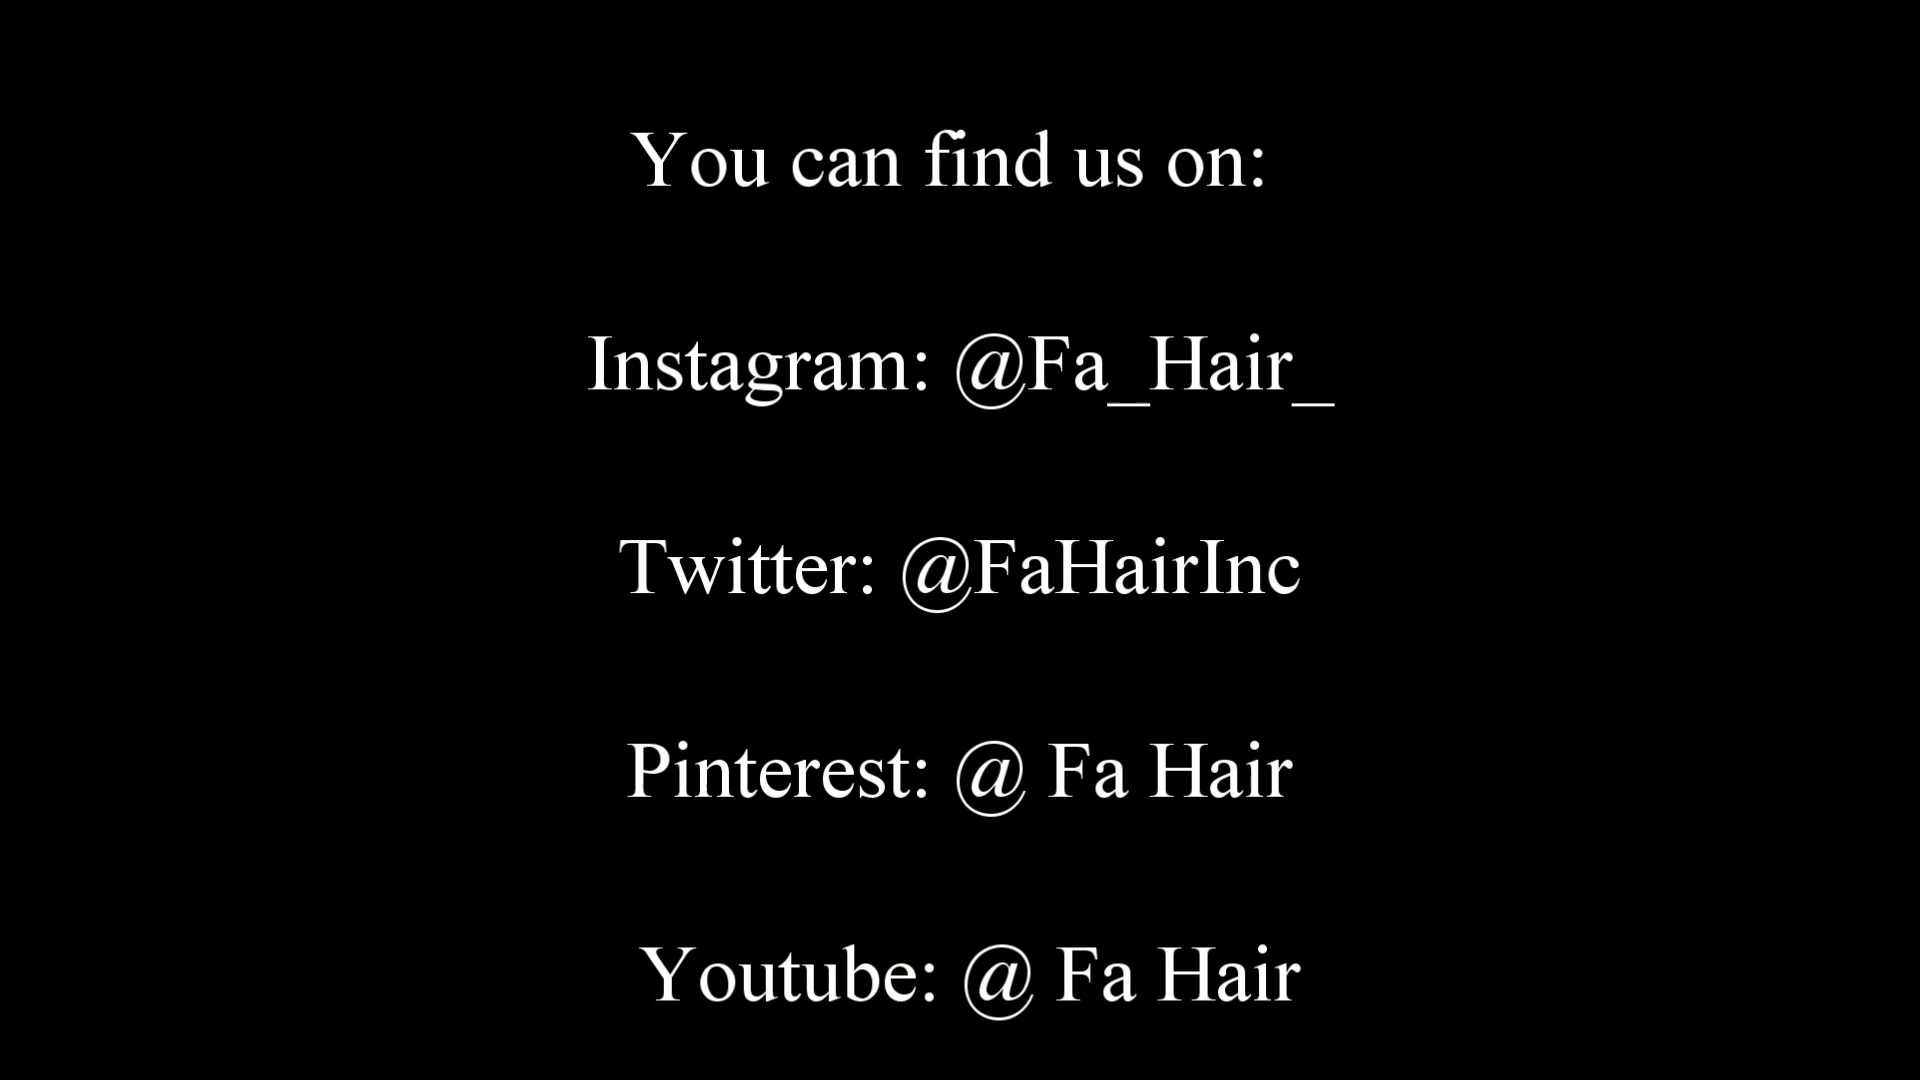 You can find us on:
Instagram: @Fa_Hair_
Twitter: @FaHairInc
Pinterest: @ Fa Hair
Youtube: @ Fa Hair